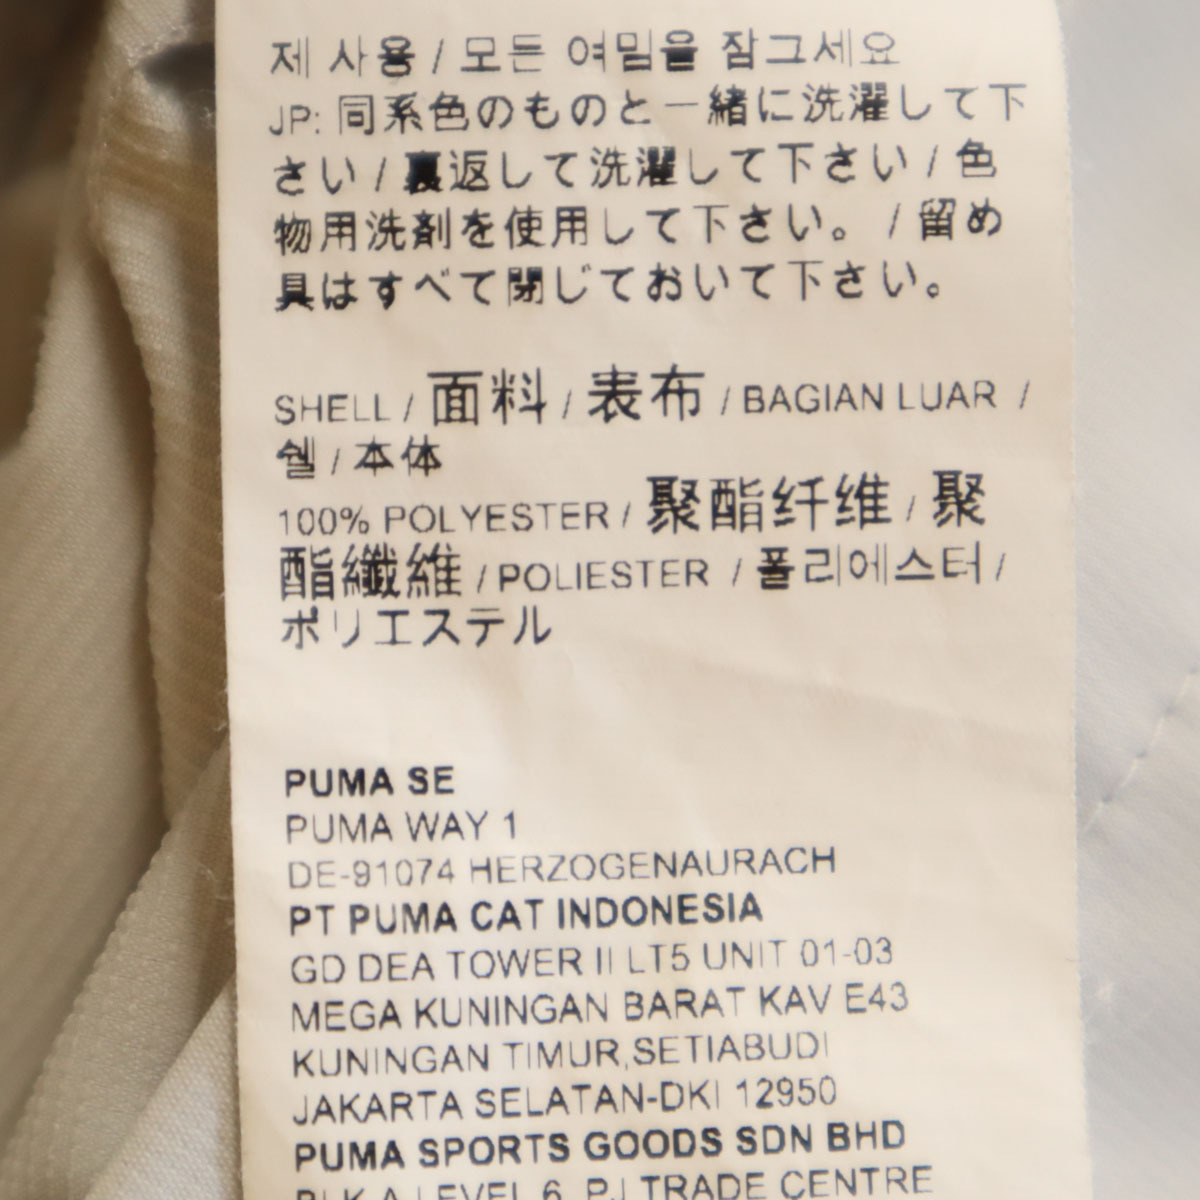 제 사용 / 모든 여밈을 잠그세요
JP: 同系色のものと一緒に洗濯して下
さい / 裏返して洗濯して下さい / 色
物用洗剤を使用して下さい。 / 留め
具はすべて閉じておいて下さい。
SHELL / 面料 / 表布 / BAGIAN LUAR /
쉘 / 本体
100% POLYESTER / 聚酯纤维 / 聚
酯纖維 / POLIESTER / 폴리에스터 /
ポリエステル
PUMA SE
PUMA WAY 1
DE-91074 HERZOGENAURACH
PT PUMA CAT INDONESIA
GD DEA TOWER II LT5 UNIT 01-03
MEGA KUNINGAN BARAT KAV E43
KUNINGAN TIMUR,SETIABUDI
JAKARTA SELATAN-DKI 12950
PUMA SPORTS GOODS SDN BHD
BLK A LEVEL 6, PJ TRADE CENTRE